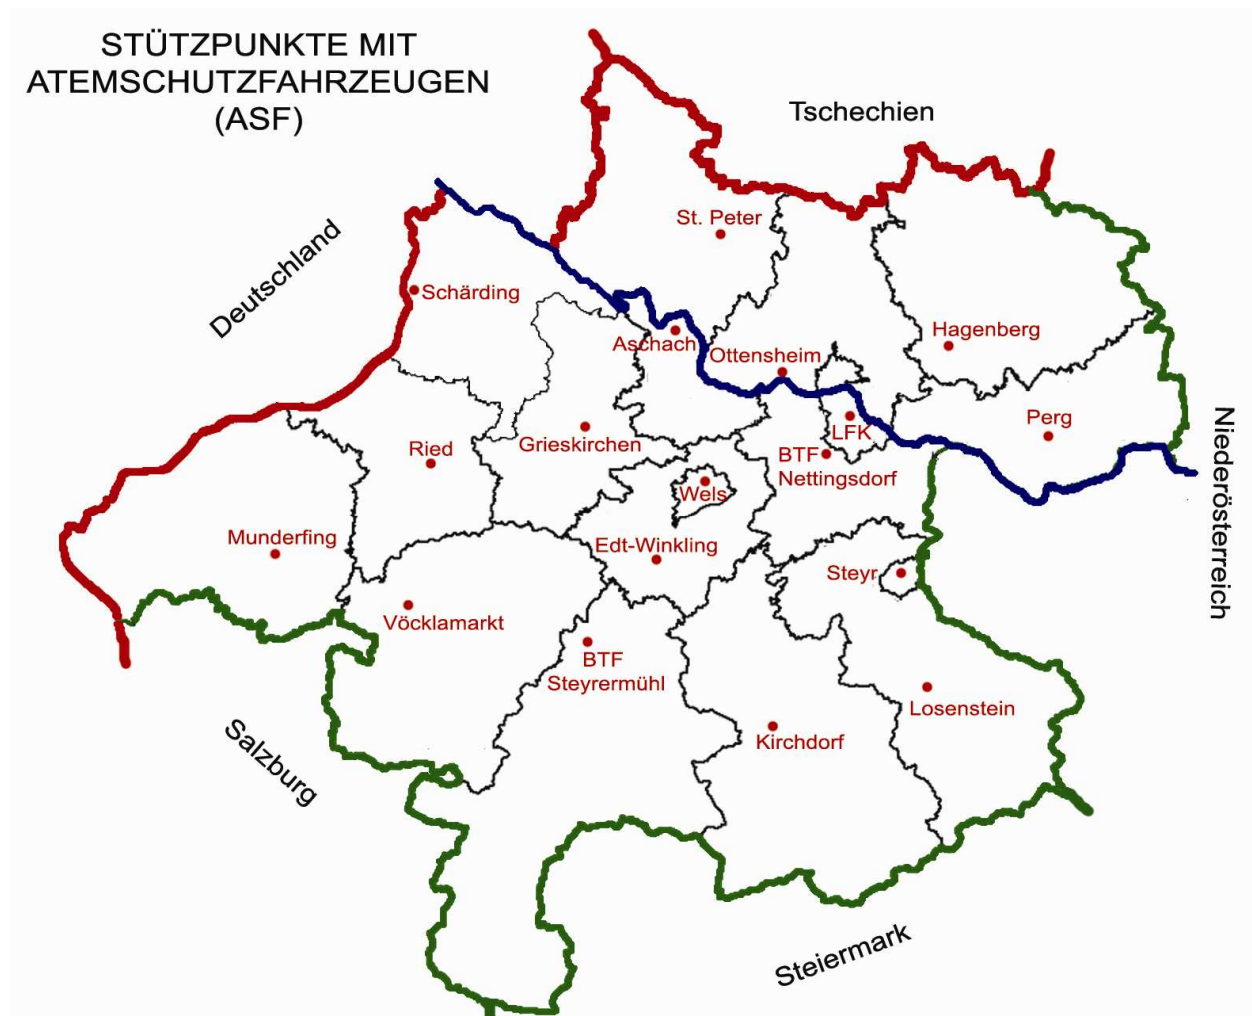 STÜTZPUNKTE MIT
ATEMSCHUTZFAHRZEUGEN
(ASF)
Tschechien
Deutschland
St. Peter
Schärding
Aschach
Ottensheim
Hagenberg
Grieskirchen
Ried
LFK
Perg
BTF
Nettingsdorf
Wels
Niederösterreich
Munderfing
Edt-Winkling
Steyr
Vöcklamarkt
BTF
Steyrermühl
Losenstein
Kirchdorf
Salzburg
Steiermark